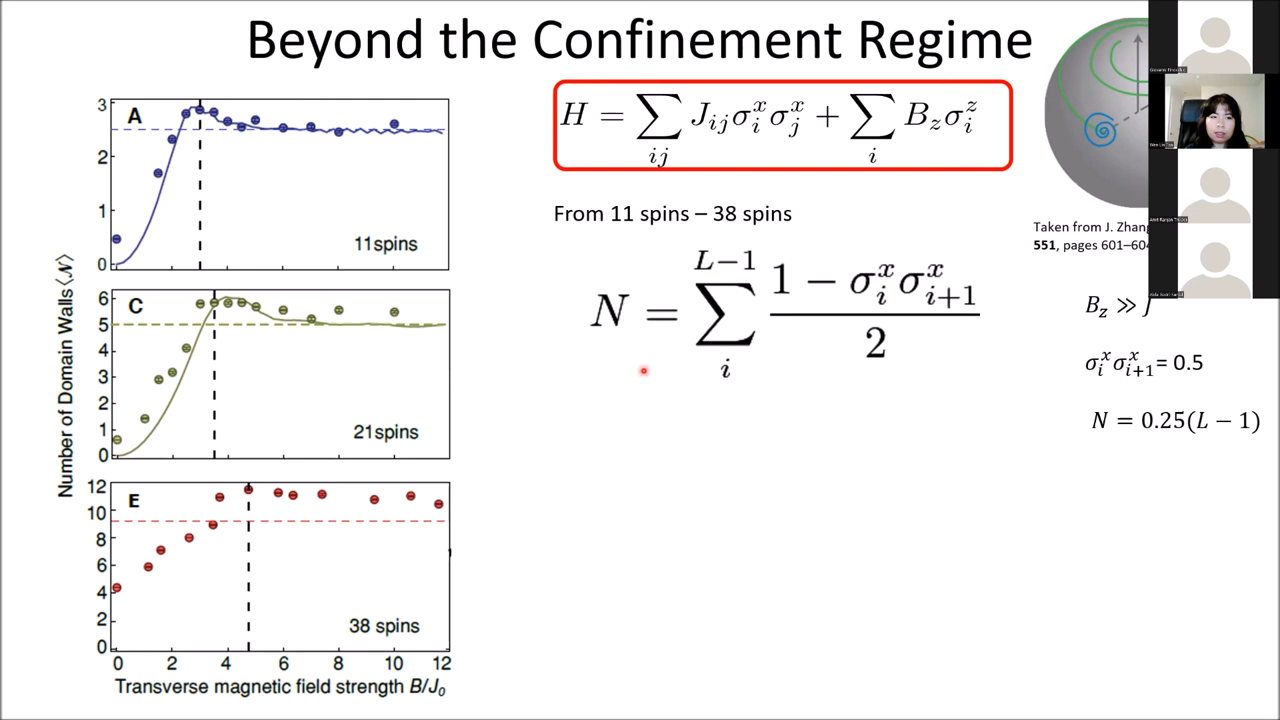 Beyond the Confinement Regime
A
3
2
1
0
11spins
C
6
5
4
3
2
1
0
21spins
E
12
10
8
6
4
2
0
38 spins
0 2 4 6 8 10 12
Number of Domain Walls ⟨𝒩⟩
Transverse magnetic field strength B/J₀
H = ∑_{ij} J_{ij} σ_i^x σ_j^x + ∑_i B_z σ_i^z
From 11 spins – 38 spins
N = ∑_i^{L−1} (1 − σ_i^x σ_{i+1}^x) / 2
Taken from J. Zhang
551, pages 601–604
B_z ≫ J
σ_i^x σ_{i+1}^x = 0.5
N = 0.25(L − 1)